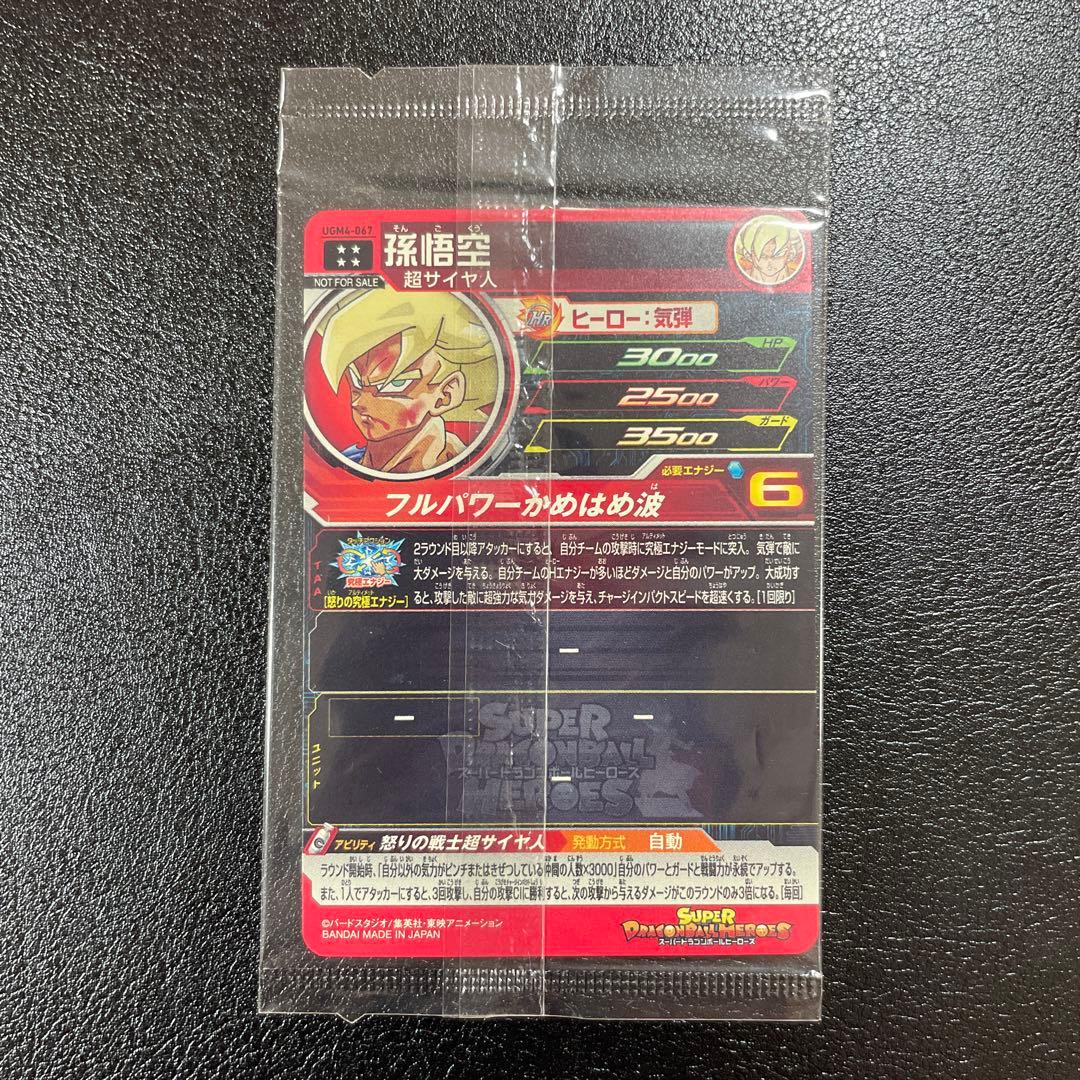 UGM4-067
孫悟空
そん ご くう
超サイヤ人
NOT FOR SALE
HR ヒーロー:気弾
HP
3000
パワー
2500
ガード
3500
必要エナジー
6
フルパワーかめはめ波
は
TAA
タッチアクション
究極エナジー
[怒りの究極エナジー]
2ラウンド目以降アタッカーにすると、自分チームの攻撃時に究極エナジーモードに突入。気弾で敵に
大ダメージを与える。自分チームのHエナジーが多いほどダメージと自分のパワーがアップ。大成功す
ると、攻撃した敵に超強力な気力ダメージを与え、チャージインパクトスピードを超速くする。[1回限り]
ー
ー
ー
ユニット
ー
SUPER
DRAGONBALL
スーパードラゴンボールヒーローズ
HEROES
アビリティ 怒りの戦士超サイヤ人 発動方式 自動
ラウンド開始時、「自分以外の気力がピンチまたはきぜつしている仲間の人数×3000」自分のパワーとガードと戦闘力が永続でアップする。
また、1人でアタッカーにすると、3回攻撃し、自分の攻撃CIに勝利すると、次の攻撃から与えるダメージがこのラウンドのみ3倍になる。[毎回]
©バードスタジオ/集英社・東映アニメーション
BANDAI MADE IN JAPAN
SUPER
DRAGONBALL HEROES
スーパードラゴンボールヒーローズ